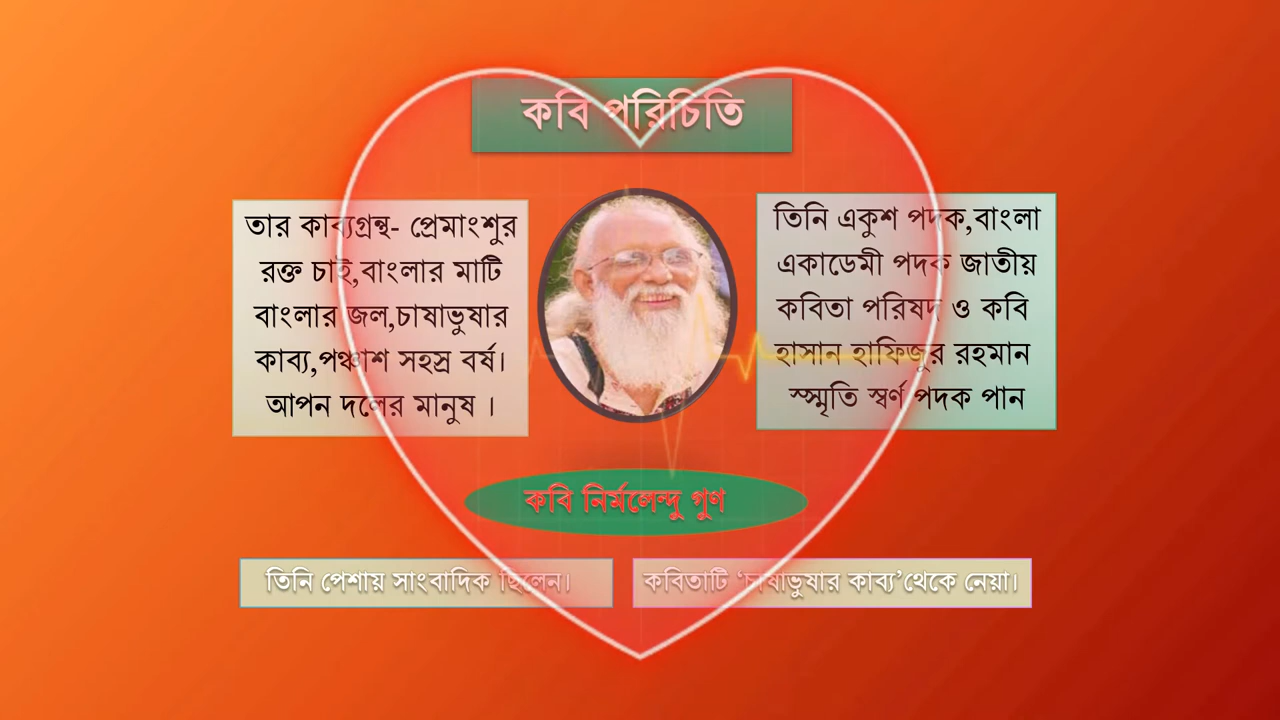 কবি পরিচিতি
তার কাব্যগ্রন্থ- প্রেমাংশুর
রক্ত চাই,বাংলার মাটি
বাংলার জল,চাষাভুষার
কাব্য,পঞ্চাশ সহস্র বর্ষ।
আপন দলের মানুষ ।
তিনি একুশ পদক,বাংলা
একাডেমী পদক জাতীয়
কবিতা পরিষদ ও কবি
হাসান হাফিজুর রহমান
স্স্মৃতি স্বর্ণ পদক পান
কবি নির্মলেন্দু গুণ
তিনি পেশায় সাংবাদিক ছিলেন।
কবিতাটি ‘চাষাভুষার কাব্য’থেকে নেয়া।